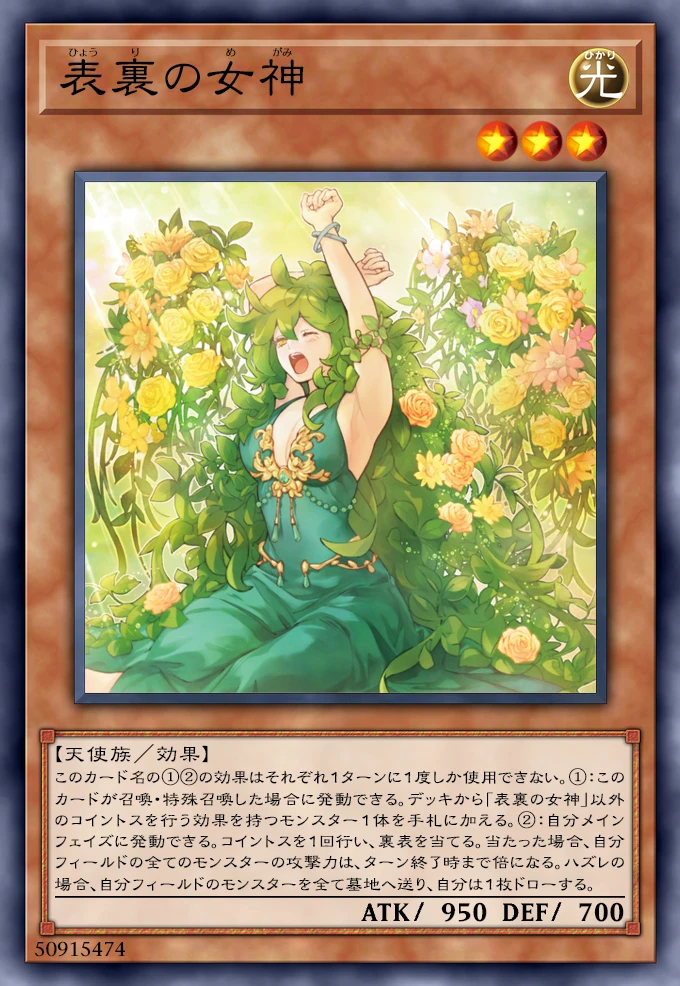 ひょう り め がみ
表裏の女神
ひかり
光
【天使族／効果】
このカード名の①②の効果はそれぞれ１ターンに１度しか使用できない。①：この
カードが召喚・特殊召喚した場合に発動できる。デッキから「表裏の女神」以外
のコイントスを行う効果を持つモンスター１体を手札に加える。②：自分メイン
フェイズに発動できる。コイントスを１回行い、裏表を当てる。当たった場合、自分
フィールドの全てのモンスターの攻撃力は、ターン終了時まで倍になる。ハズレの
場合、自分フィールドのモンスターを全て墓地へ送り、自分は１枚ドローする。
ATK/ 950 DEF/ 700
50915474